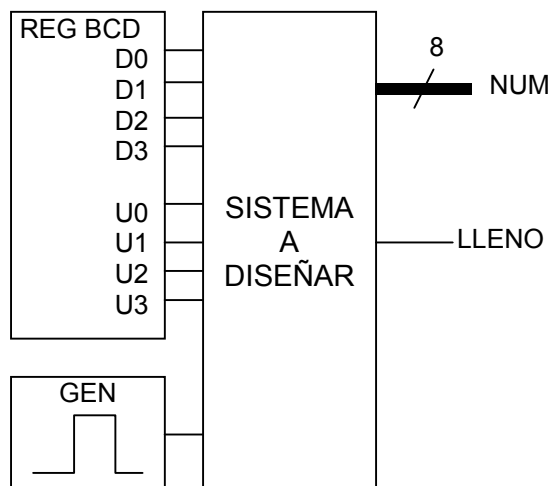 REG BCD
D0
D1
D2
D3
U0
U1
U2
U3
SISTEMA
A
DISEÑAR
8
NUM
LLENO
GEN